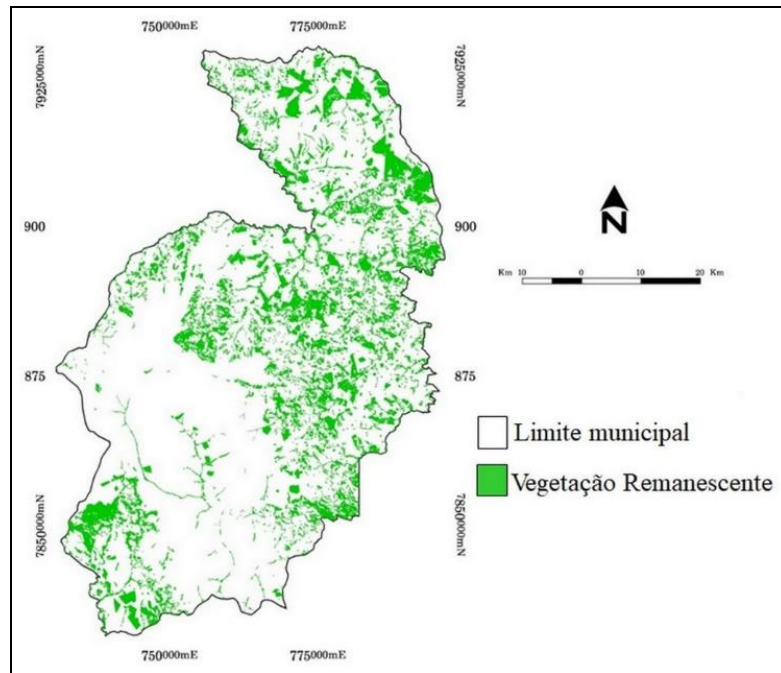 750000mE 775000mE
7925000mN 7925000mN
900 900
N
Km 10 0 10 20 Km
875 875
Limite municipal
Vegetação Remanescente
7850000mN 7850000mN
750000mE 775000mE